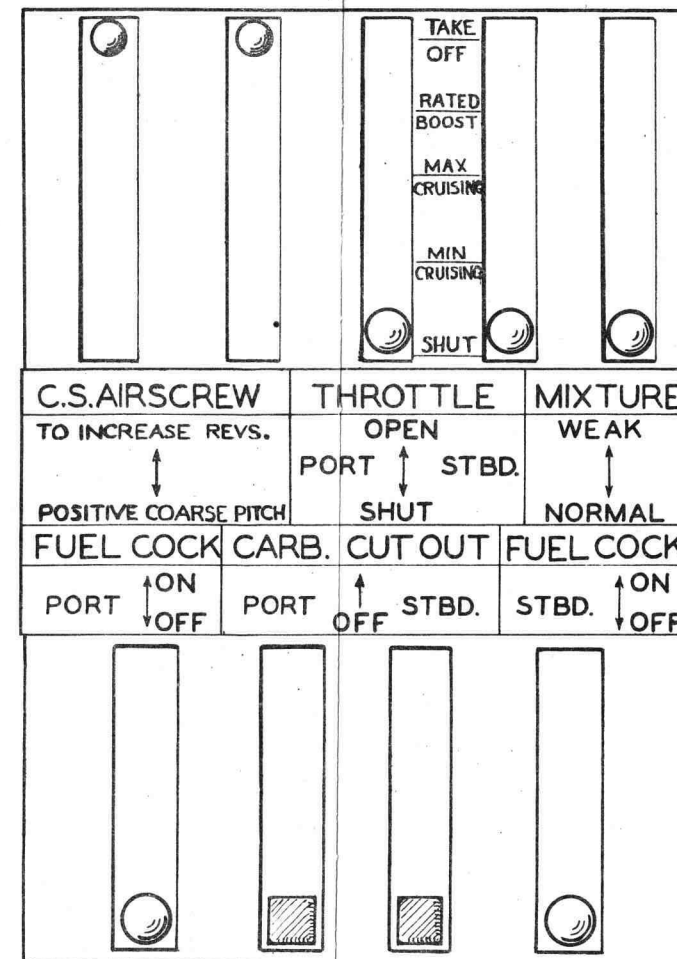 TAKE
OFF
RATED
BOOST
MAX
CRUISING
MIN
CRUISING
SHUT
C.S. AIRSCREW
THROTTLE
MIXTURE
TO INCREASE REVS.
POSITIVE COARSE PITCH
OPEN
PORT STBD.
SHUT
WEAK
NORMAL
FUEL COCK
CARB. CUT OUT
FUEL COCK
PORT ON
OFF
PORT OFF STBD.
STBD. ON
OFF